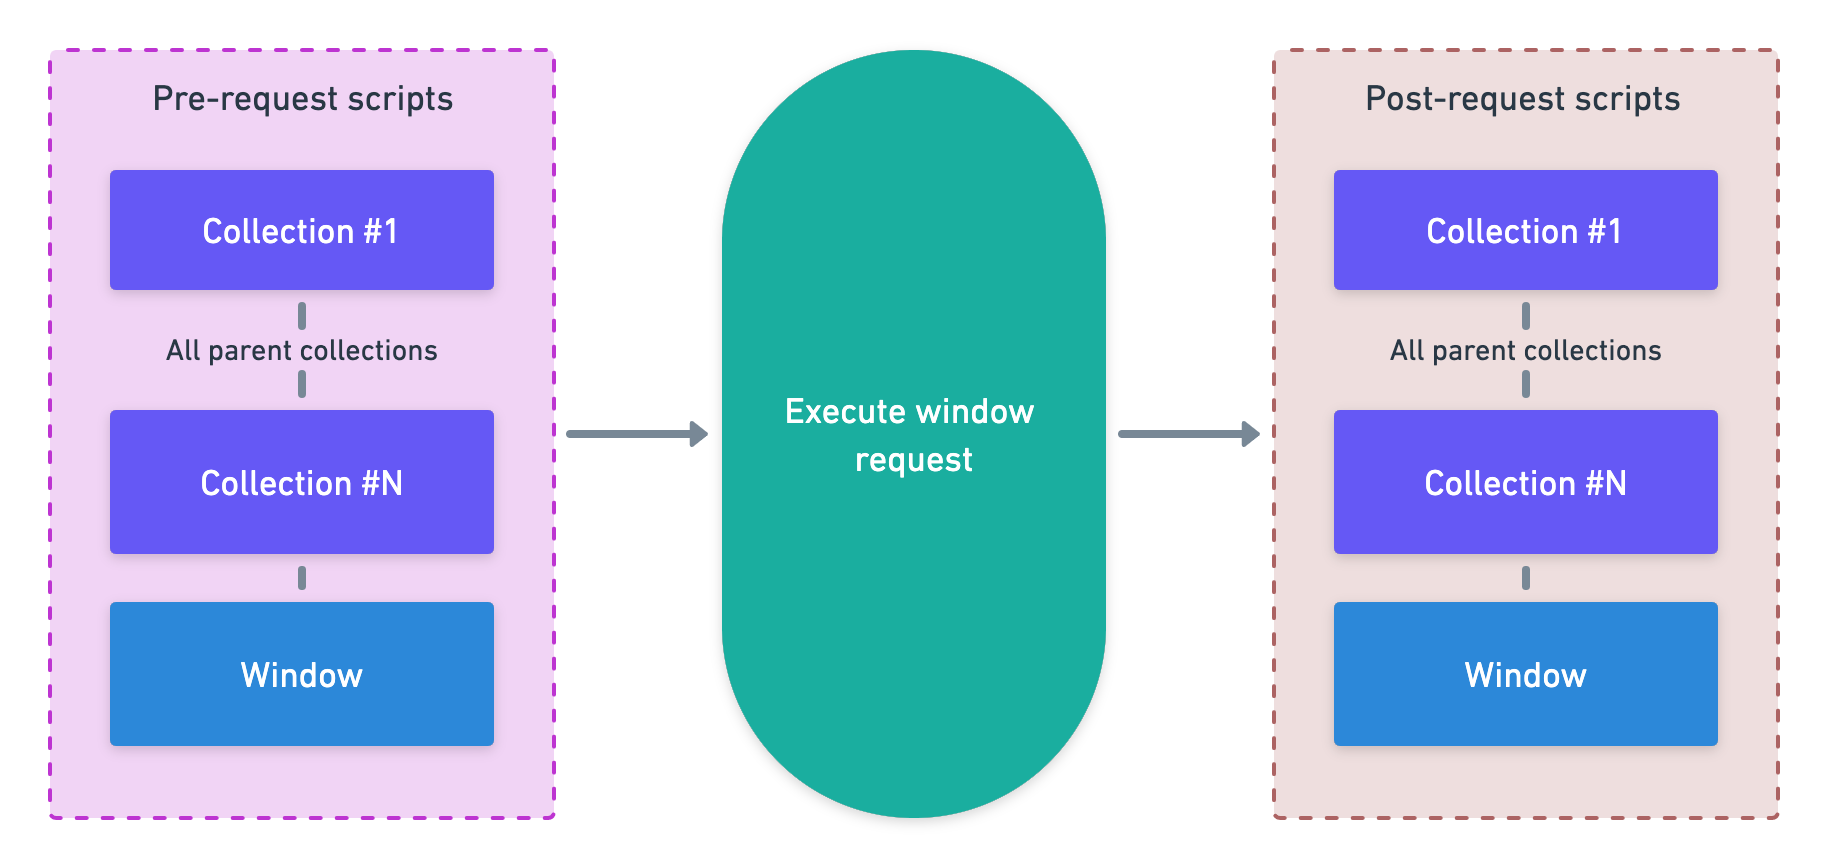 Pre-request scripts
Collection #1
All parent collections
Collection #N
Window
Execute window
request
Post-request scripts
Collection #1
All parent collections
Collection #N
Window